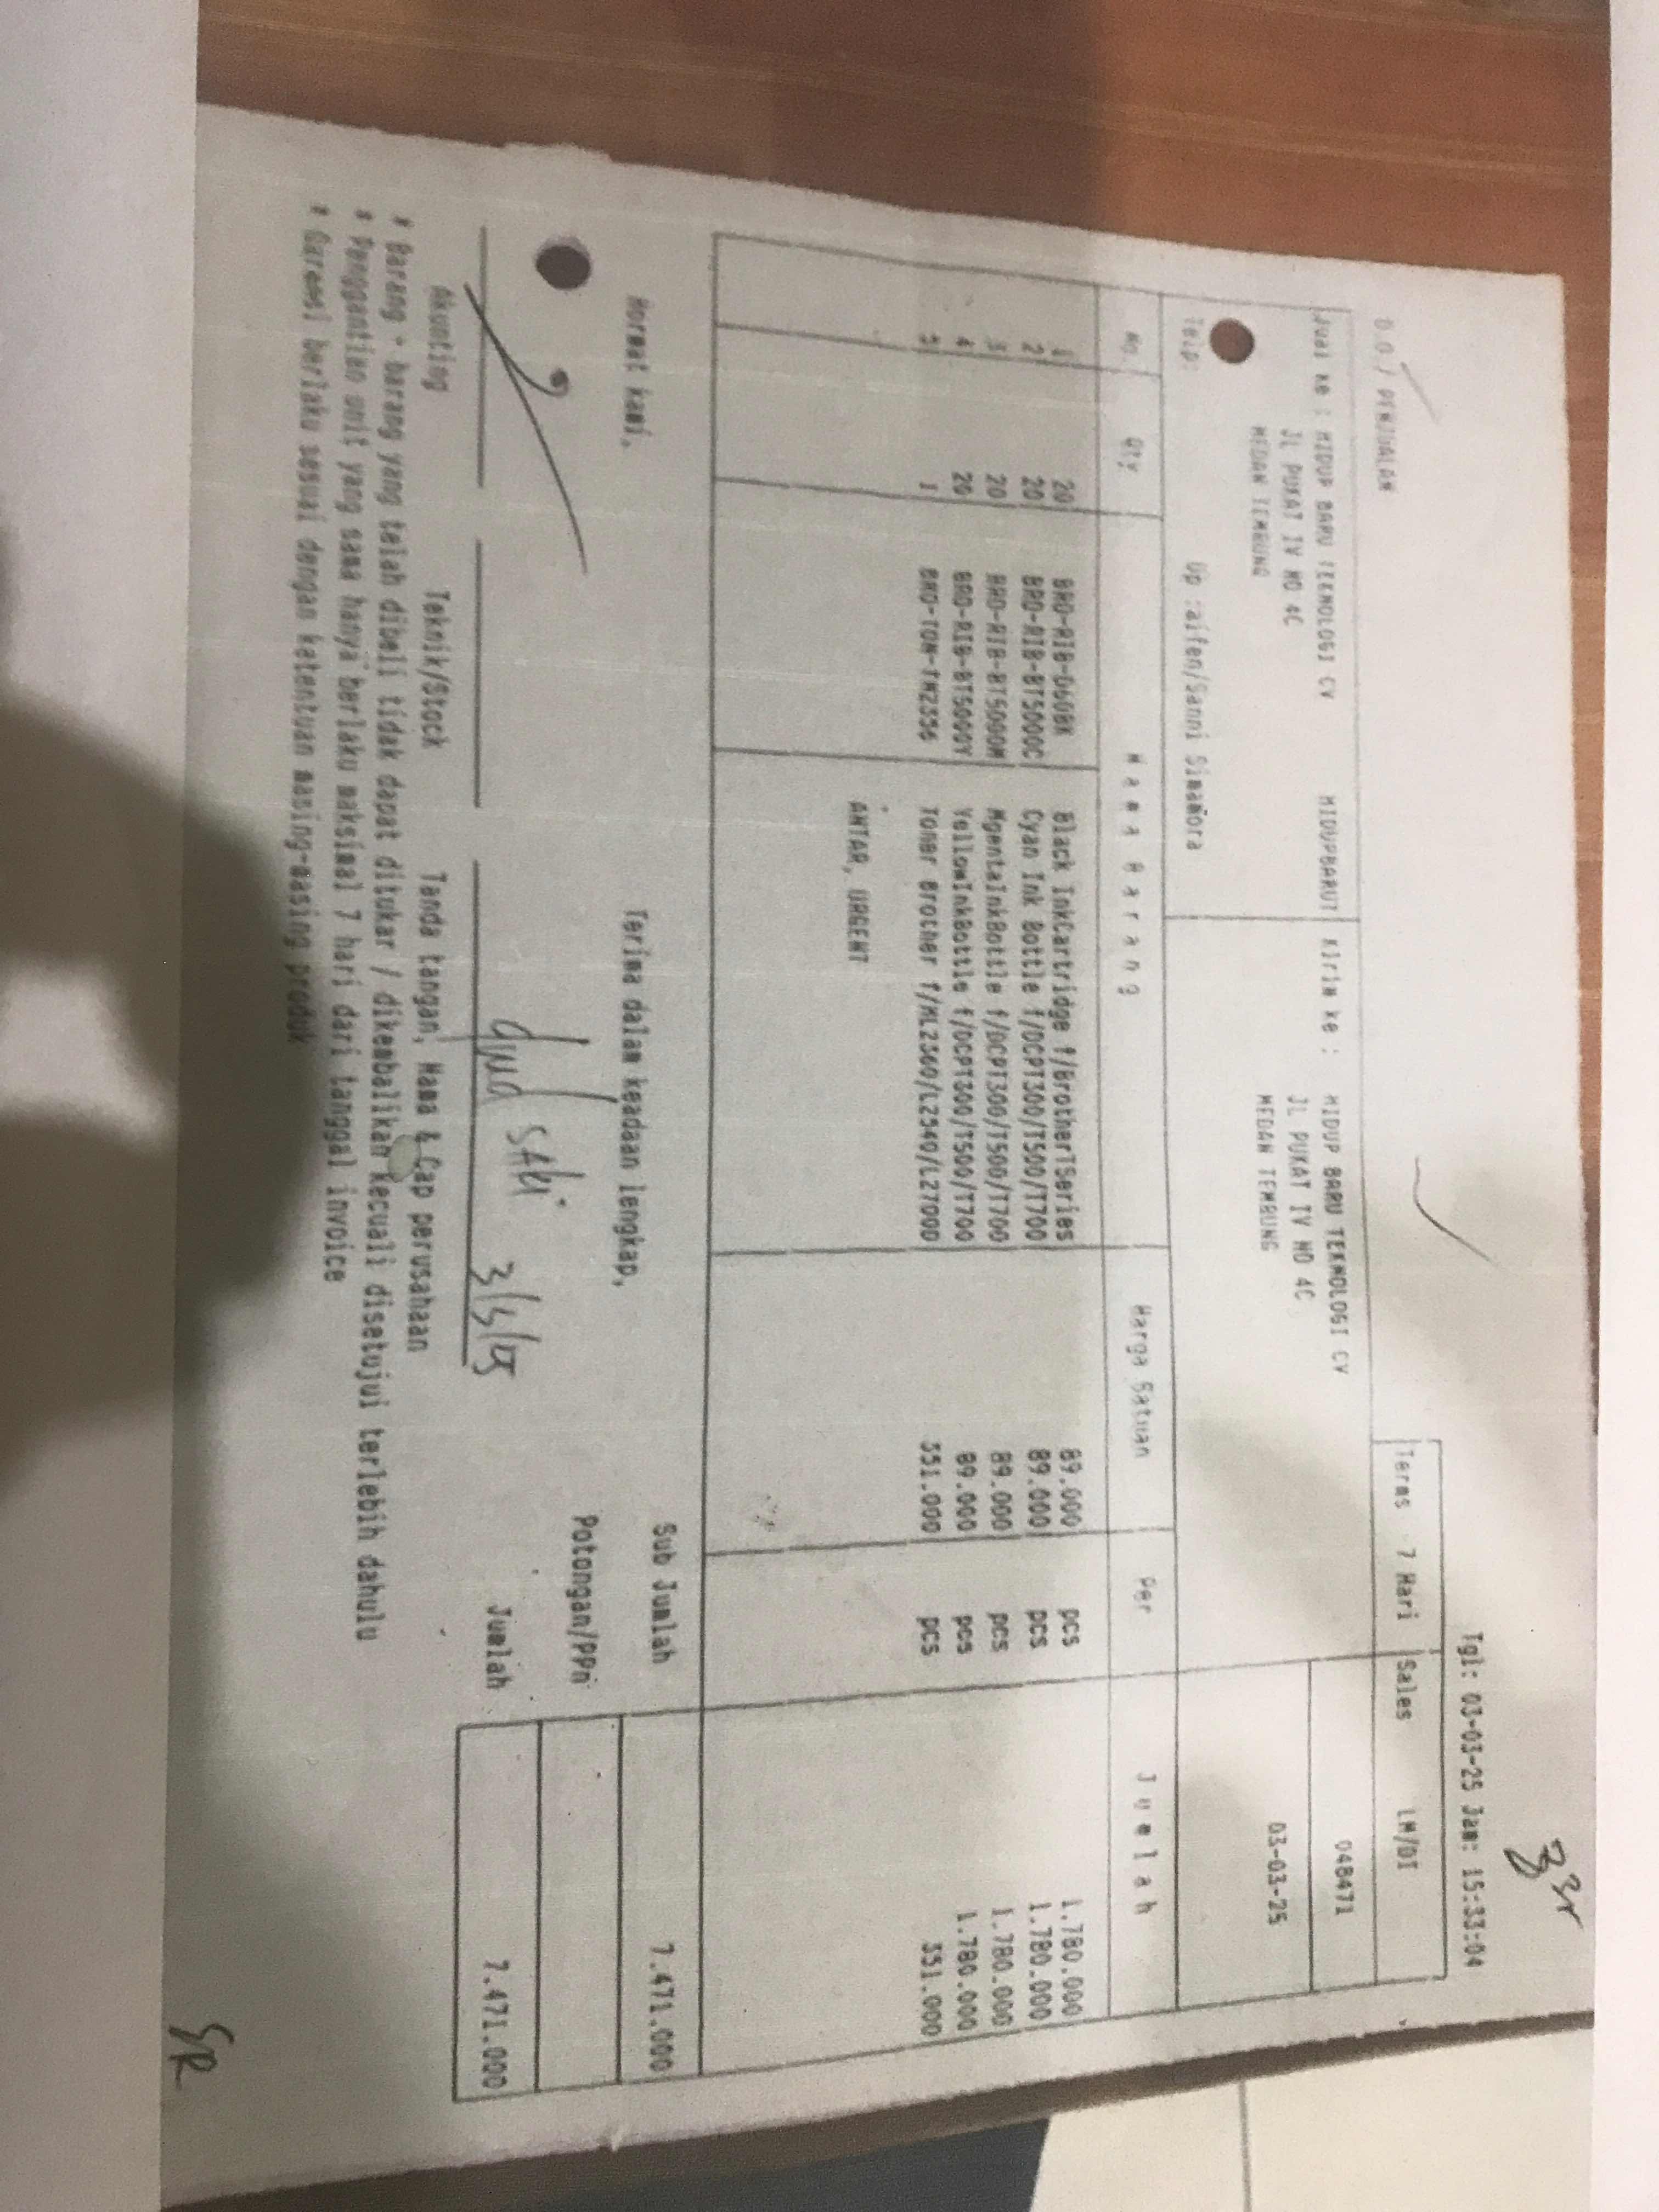 Tgl: 03-03-25 Jam: 15:33:04
D.O / PENJUALAN
Terms 7 Hari Sales LM/DI
Jual ke : HIDUP BARU TEKNOLOGI CV HIDUPBARUT Kirim ke : HIDUP BARU TEKNOLOGI CV 048471
JL PUKAT IV NO 4C JL PUKAT IV NO 4C
MEDAN TEMBUNG MEDAN TEMBUNG 03-03-25
Telp: Up :aifen/Sanni Simamora
No. Qty Nama Barang Harga Satuan Per Jumlah
1 20 BRO-RIB-D60BK Black InkCartridge f/BrotherTSeries 89.000 pcs 1.780.000
2 20 BRO-RIB-BT5000C Cyan Ink Bottle f/DCPT300/T500/T700 89.000 pcs 1.780.000
3 20 BRO-RIB-BT5000M MgentaInkBottle f/DCPT300/T500/T700 89.000 pcs 1.780.000
4 20 BRO-RIB-BT5000Y YellowInkBottle f/DCPT300/T500/T700 89.000 pcs 1.780.000
5 1 BRO-TON-TN2356 Toner Brother f/HL2360/L2540/L2700D 351.000 pcs 351.000
ANTAR, URGENT
Hormat kami, Terima dalam keadaan lengkap, Sub Jumlah 7.471.000
Potongan/PPn
SAKI 3/3/25 Jumlah 7.471.000
Akunting Teknik/Stock Tanda tangan, Nama & Cap perusahaan
* Barang - barang yang telah dibeli tidak dapat ditukar / dikembalikan kecuali disetujui terlebih dahulu
* Penggantian unit yang sama hanya berlaku maksimal 7 hari dari tanggal invoice
* Garansi berlaku sesuai dengan ketentuan masing-masing produk